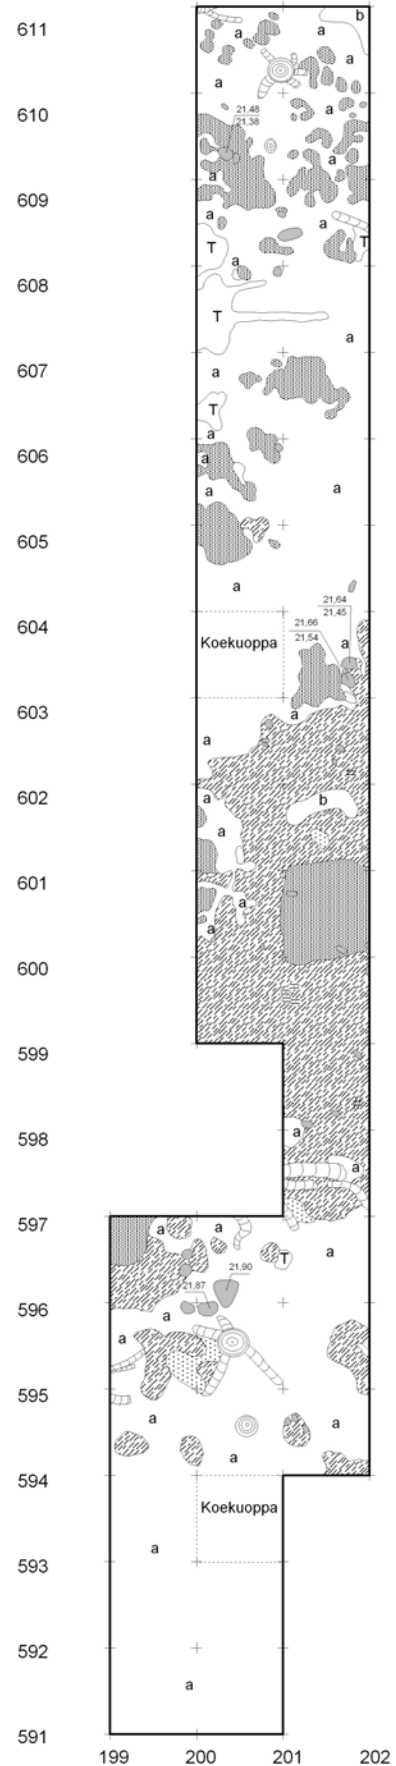 611
b
a
a
a
a
610
21,48
21,38
a
a
a
609
a
a
T
T
a
608
T
a
607
a
T
a
606
a
a
a
605
a
21,64
21,45
604
21,66
21,54
Koekuoppa
a
603
a
a
602
a
b
a
601
a
a
600
599
598
a
a
597
a
a
a
T
21,90
21,87
596
a
a
595
a
a
a
594
Koekuoppa
593
a
592
a
591
199 200 201 202